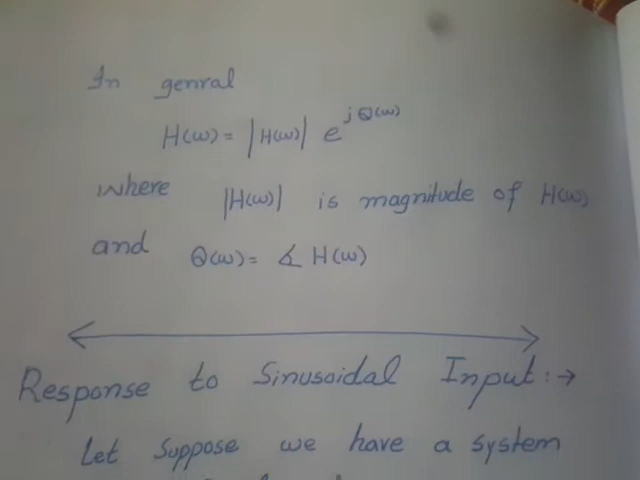 In genral
H(ω) = |H(ω)| e^{jθ(ω)}
where |H(ω)| is magnitude of H(ω)
and θ(ω) = ∡ H(ω)
Response to Sinusoidal Input :→
Let Suppose we have a system